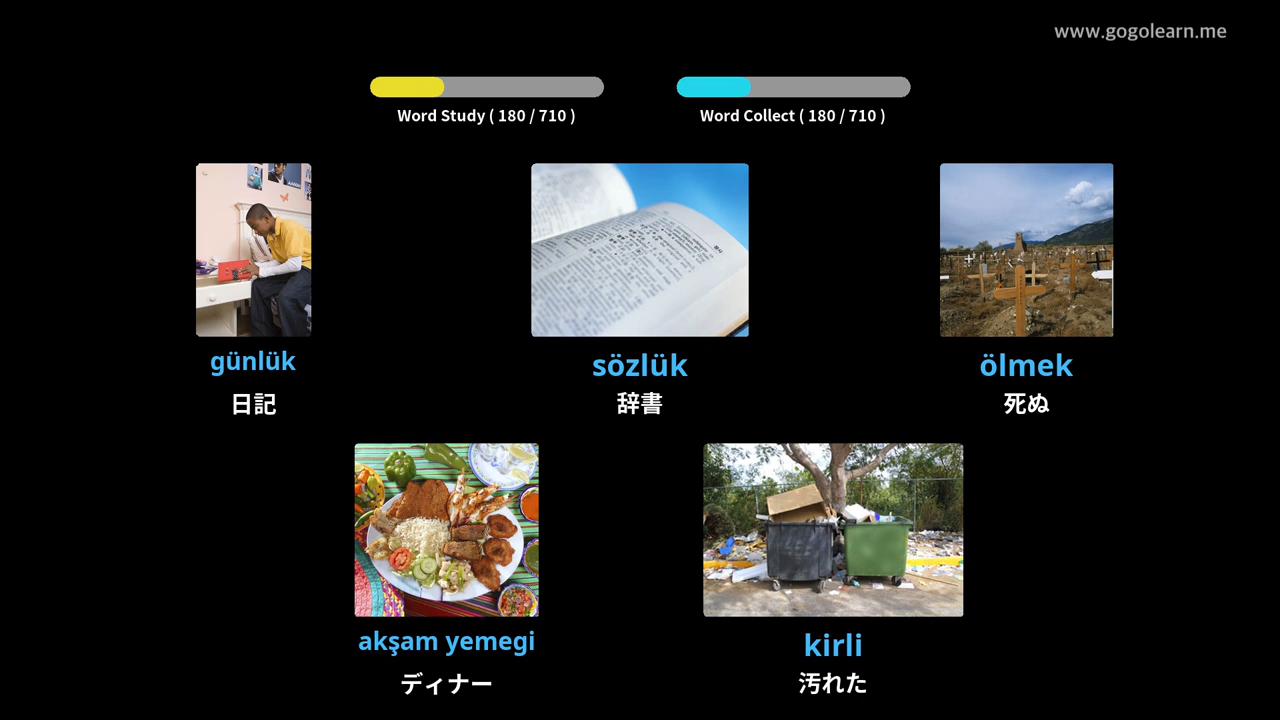 www.gogolearn.me
Word Study ( 180 / 710 )
Word Collect ( 180 / 710 )
günlük
日記
sözlük
辞書
ölmek
死ぬ
akşam yemegi
ディナー
kirli
汚れた